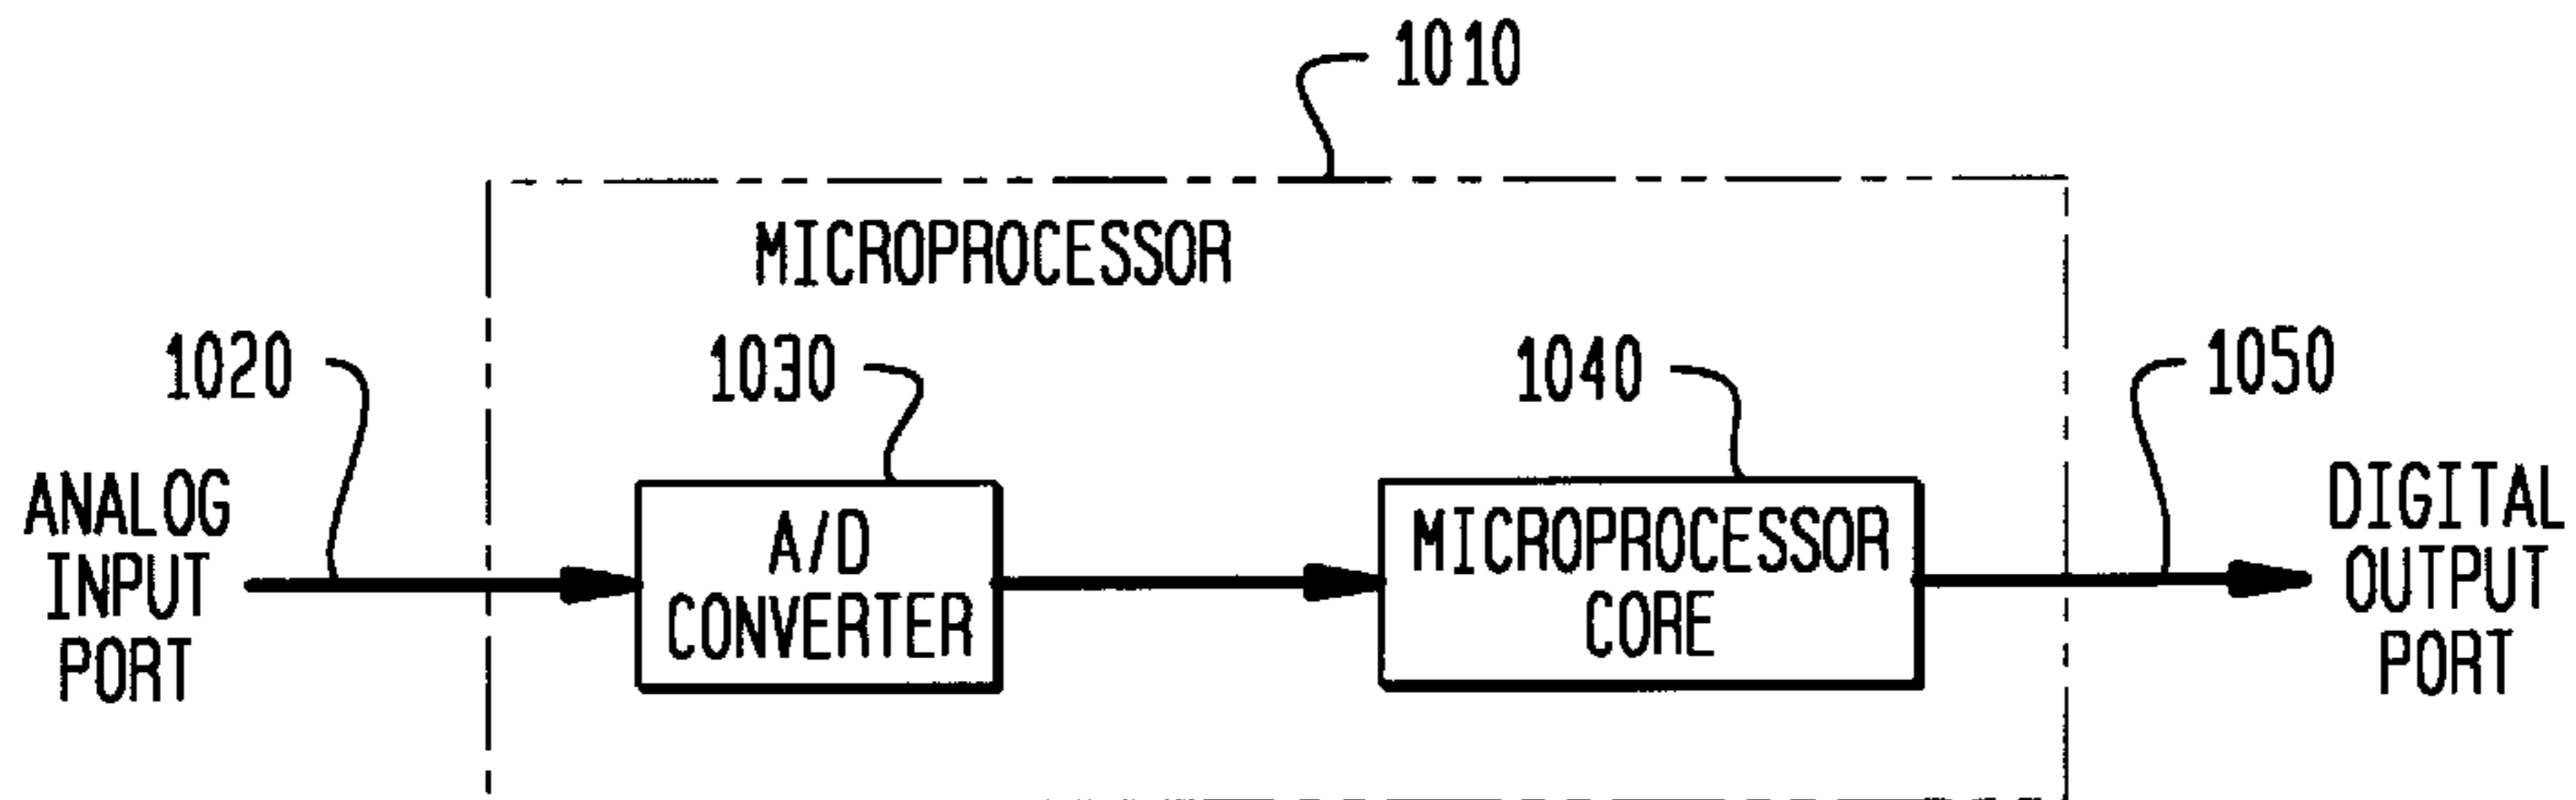 1010
MICROPROCESSOR
1020
1030
1040
1050
ANALOG
INPUT
PORT
A/D
CONVERTER
MICROPROCESSOR
CORE
DIGITAL
OUTPUT
PORT